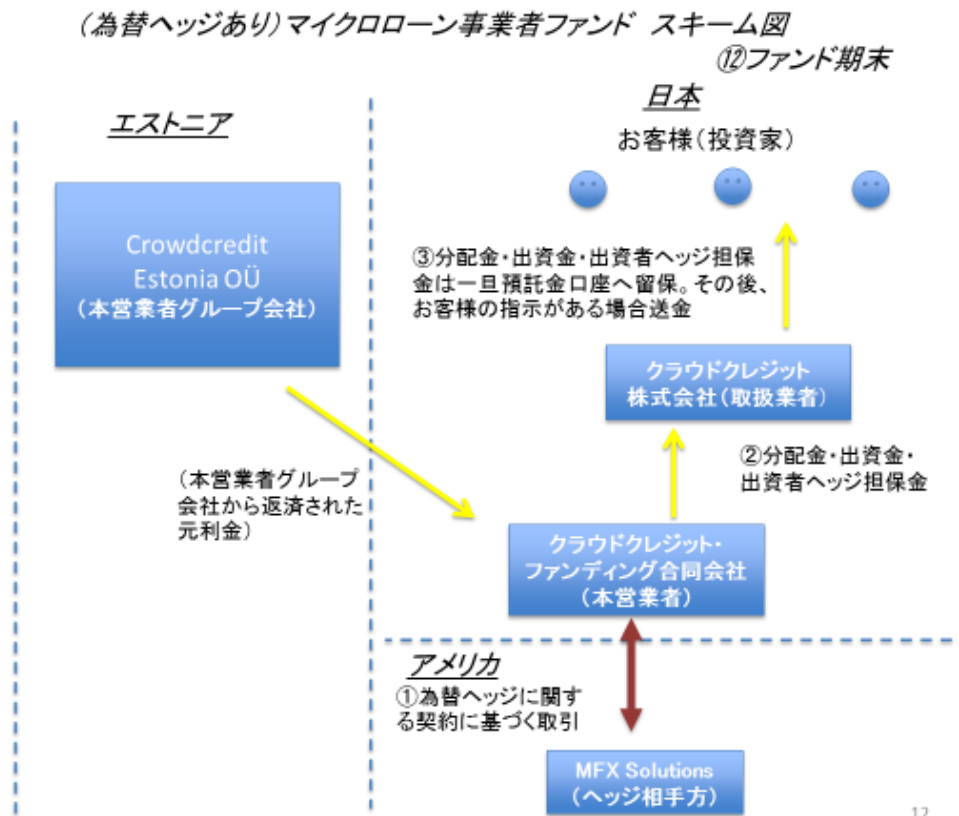 (為替ヘッジあり)マイクロローン事業者ファンド スキーム図
⑫ファンド期末
エストニア
日本
お客様(投資家)
Crowdcredit
Estonia OÜ
(本営業者グループ会社)
③分配金・出資金・出資者ヘッジ担保
金は一旦預託金口座へ留保。その後、
お客様の指示がある場合送金
クラウドクレジット
株式会社(取扱業者)
②分配金・出資金・
出資者ヘッジ担保金
(本営業者グループ
会社から返済された
元利金)
クラウドクレジット・
ファンディング合同会社
(本営業者)
アメリカ
①為替ヘッジに関す
る契約に基づく取引
MFX Solutions
(ヘッジ相手方)
12